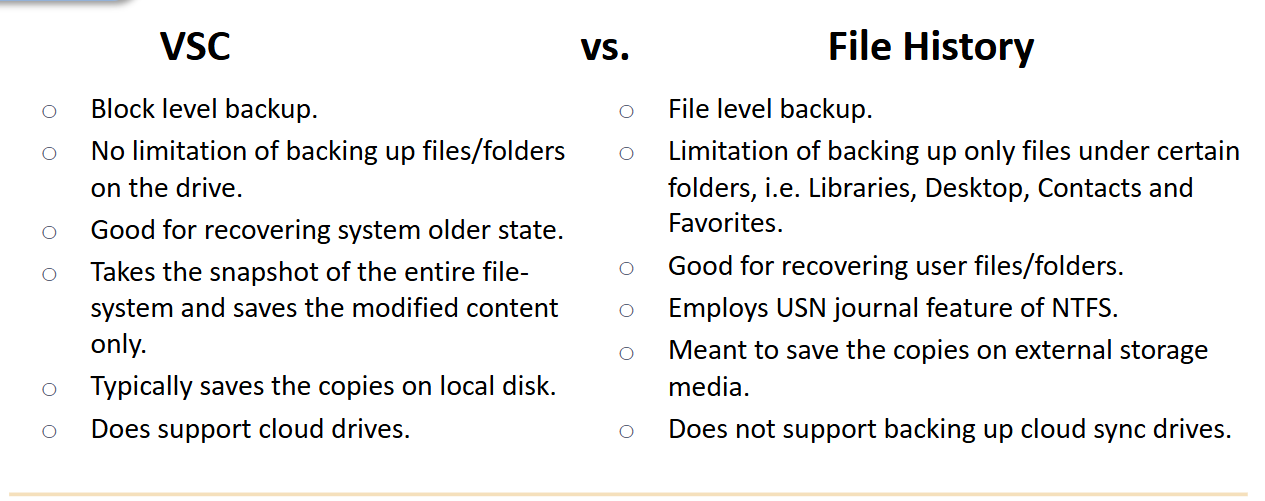 VSC vs. File History
○ Block level backup.
○ No limitation of backing up files/folders
on the drive.
○ Good for recovering system older state.
○ Takes the snapshot of the entire file-
system and saves the modified content
only.
○ Typically saves the copies on local disk.
○ Does support cloud drives.
○ File level backup.
○ Limitation of backing up only files under certain
folders, i.e. Libraries, Desktop, Contacts and
Favorites.
○ Good for recovering user files/folders.
○ Employs USN journal feature of NTFS.
○ Meant to save the copies on external storage
media.
○ Does not support backing up cloud sync drives.